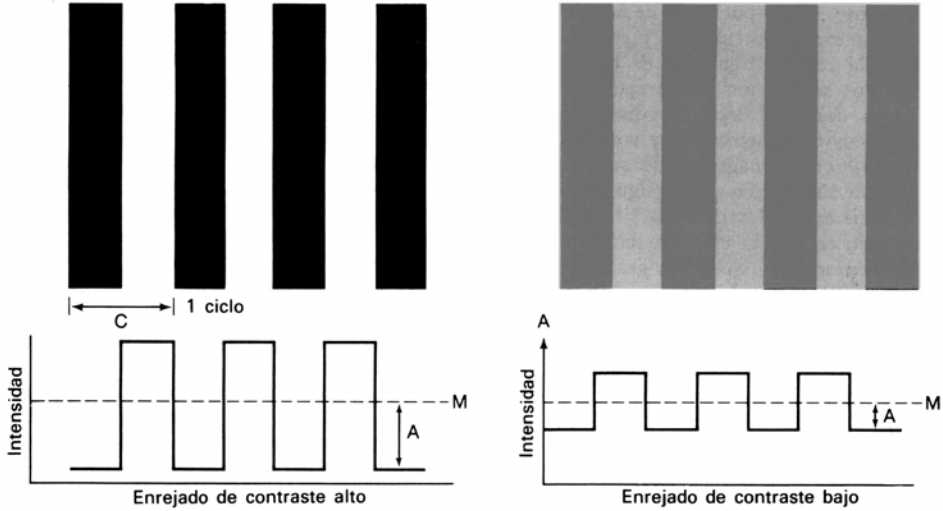 1 ciclo
C
Intensidad
M
A
Enrejado de contraste alto
A
Intensidad
M
A
Enrejado de contraste bajo